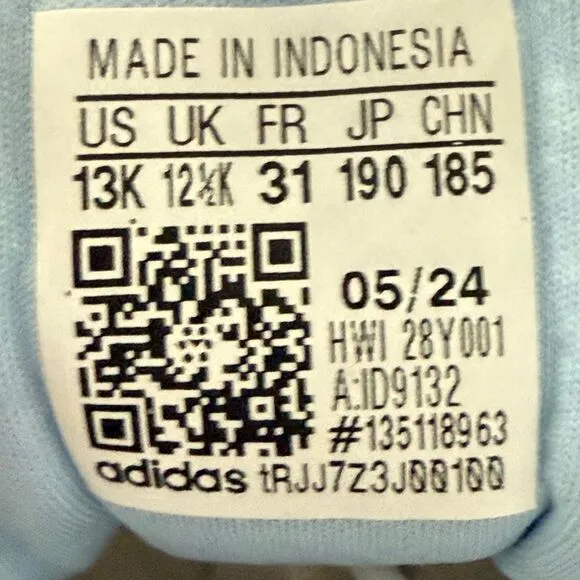 MADE IN INDONESIA
US UK FR JP CHN
13K 12½K 31 190 185
05/24
HWI 28Y001
A:ID9132
#135118963
adidas tRJJ7Z3J00100